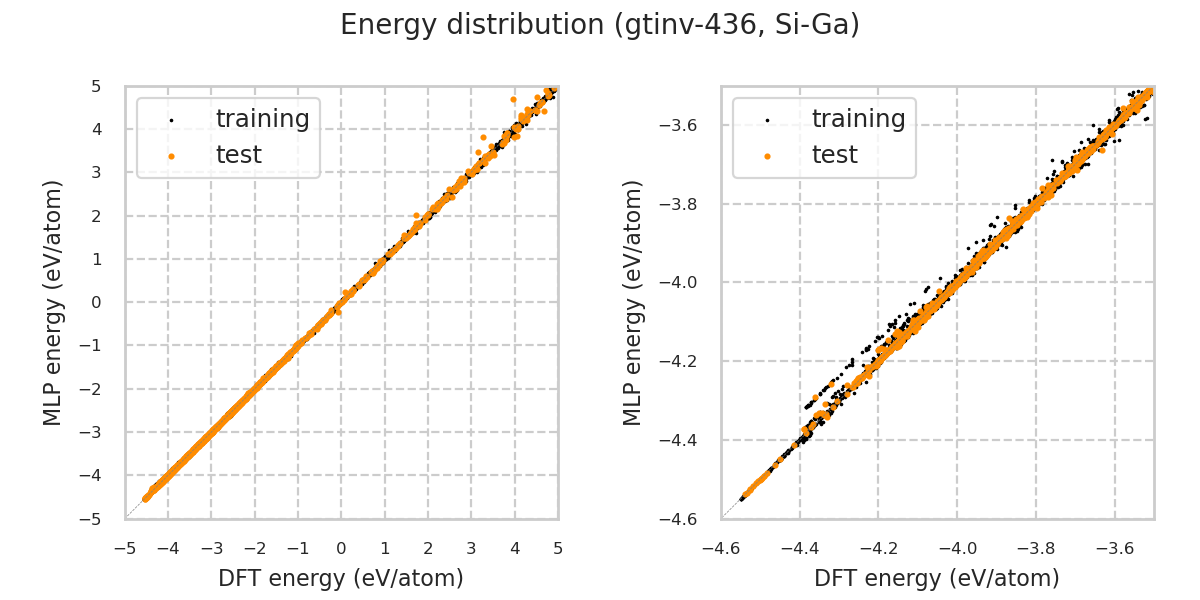 Energy distribution (gtinv-436, Si-Ga)
training
test
5
4
3
2
1
0
−1
−2
−3
−4
−5
−5 −4 −3 −2 −1 0 1 2 3 4 5
MLP energy (eV/atom)
DFT energy (eV/atom)
training
test
−3.6
−3.8
−4.0
−4.2
−4.4
−4.6
−4.6 −4.4 −4.2 −4.0 −3.8 −3.6
MLP energy (eV/atom)
DFT energy (eV/atom)